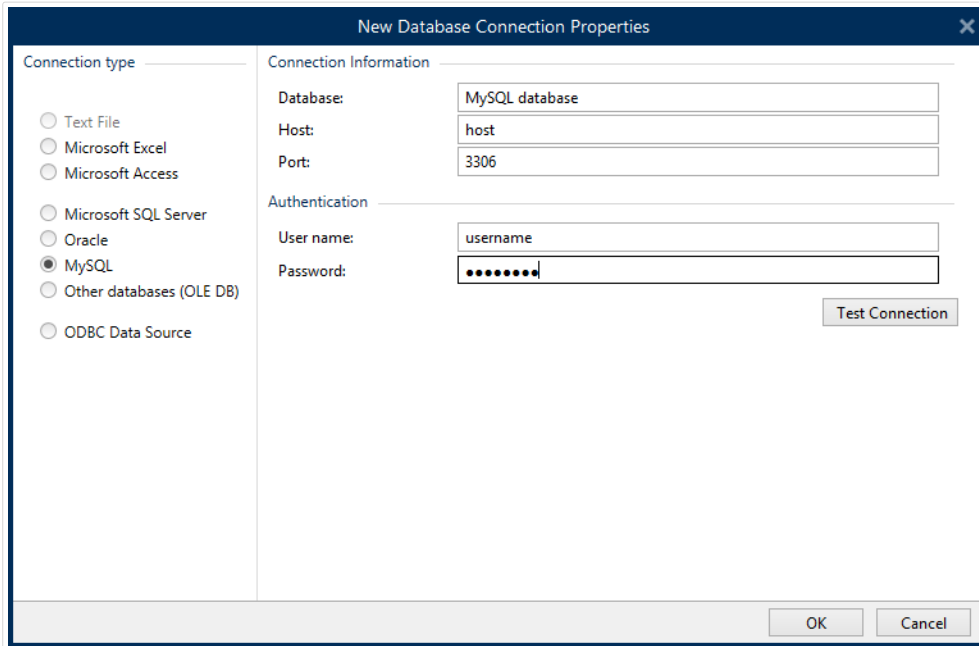 New Database Connection Properties
Connection type
Text File
Microsoft Excel
Microsoft Access
Microsoft SQL Server
Oracle
MySQL
Other databases (OLE DB)
ODBC Data Source
Connection Information
Database: MySQL database
Host: host
Port: 3306
Authentication
User name: username
Password: ●●●●●●●●
Test Connection
OK Cancel